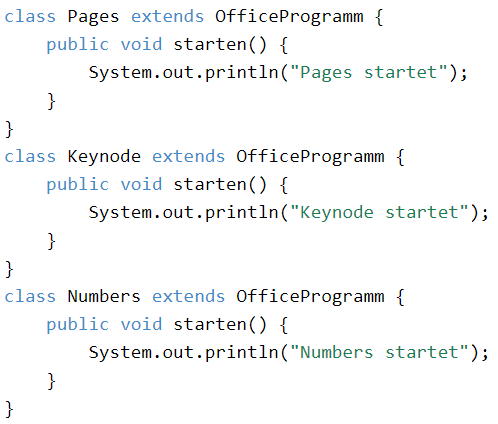 class Pages extends OfficeProgramm {
    public void starten() {
        System.out.println("Pages startet");
    }
}
class Keynode extends OfficeProgramm {
    public void starten() {
        System.out.println("Keynode startet");
    }
}
class Numbers extends OfficeProgramm {
    public void starten() {
        System.out.println("Numbers startet");
    }
}